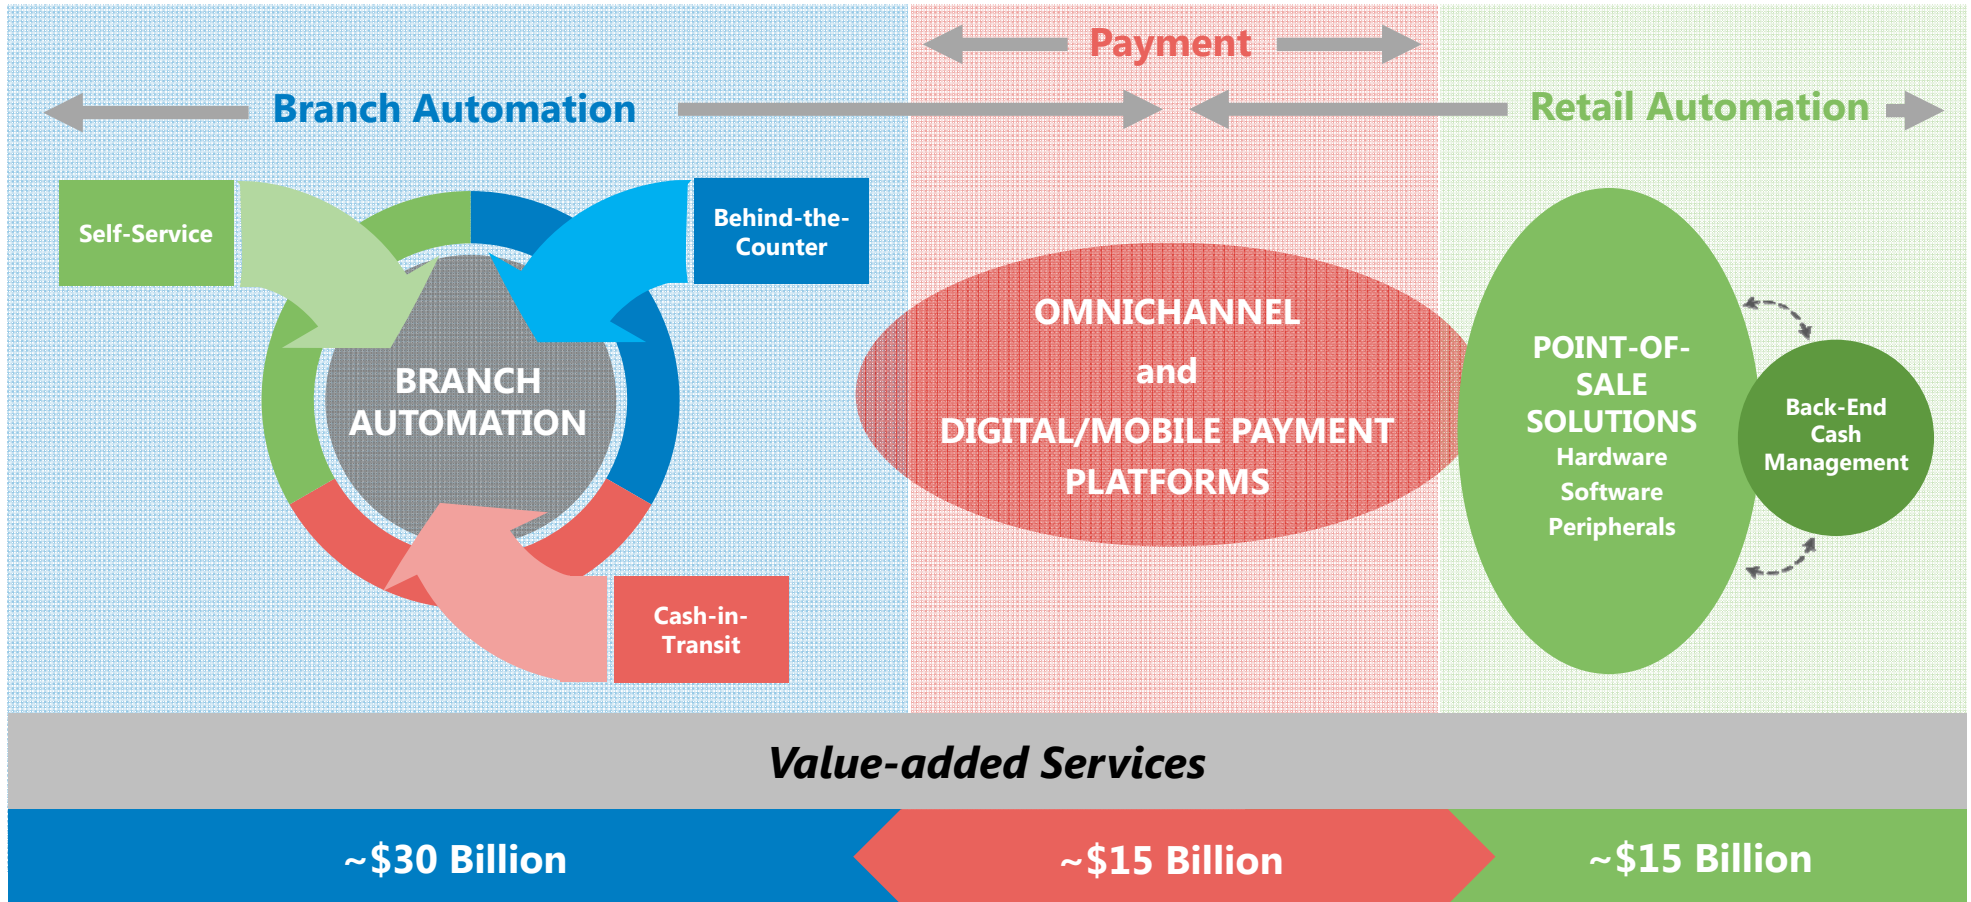 Payment
Branch Automation
Retail Automation
Self-Service
Behind-the-
Counter
BRANCH
AUTOMATION
Cash-in-
Transit
OMNICHANNEL
and
DIGITAL/MOBILE PAYMENT
PLATFORMS
POINT-OF-
SALE
SOLUTIONS
Hardware
Software
Peripherals
Back-End
Cash
Management
Value-added Services
~$30 Billion
~$15 Billion
~$15 Billion